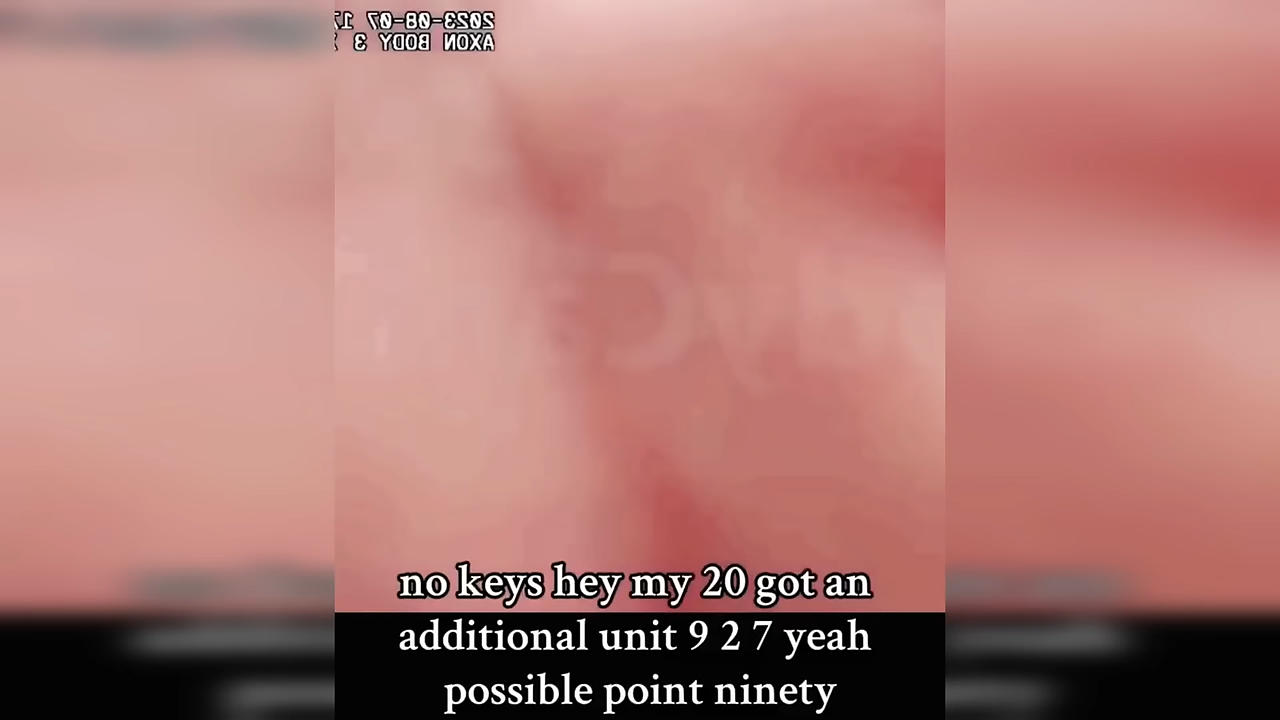 2023-08-07 17
AXON BODY 3
no keys hey my 20 got an
additional unit 9 2 7 yeah
possible point ninety